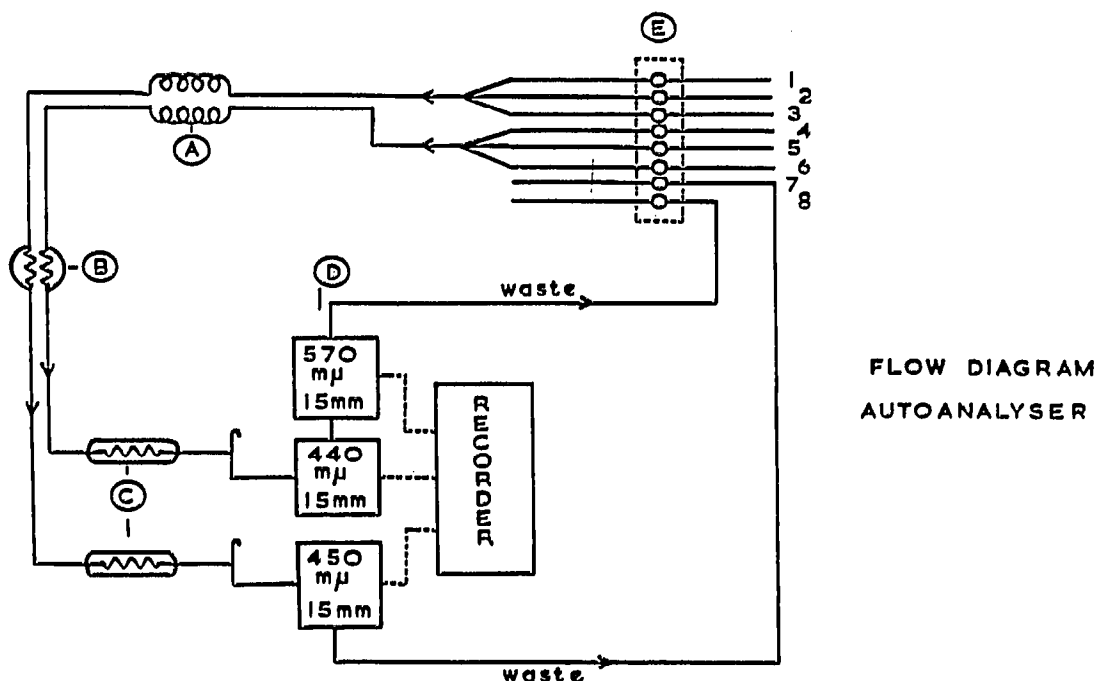 E
1
2
3
4
5
6
7
8
A
B
D
waste
570
mµ
15mm
FLOW DIAGRAM
AUTOANALYSER
RECORDER
440
mµ
15mm
C
450
mµ
15mm
waste